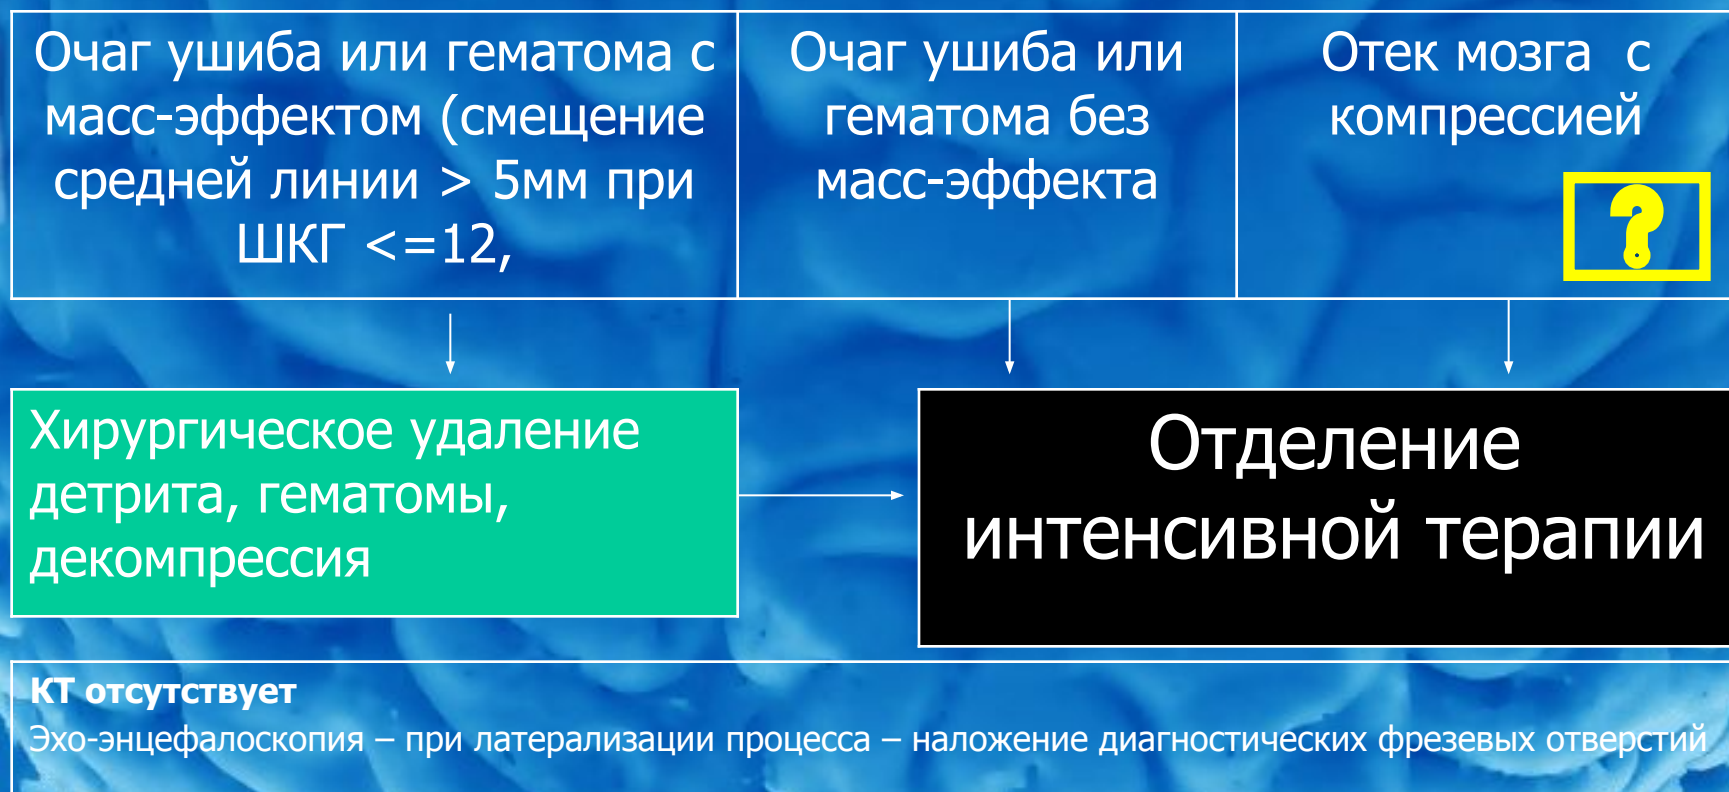 Очаг ушиба или гематома с
масс-эффектом (смещение
средней линии > 5мм при
ШКГ <=12,
Очаг ушиба или
гематома без
масс-эффекта
Отек мозга с
компрессией
?
Хирургическое удаление
детрита, гематомы,
декомпрессия
Отделение
интенсивной терапии
КТ отсутствует
Эхо-энцефалоскопия – при латерализации процесса – наложение диагностических фрезевых отверстий